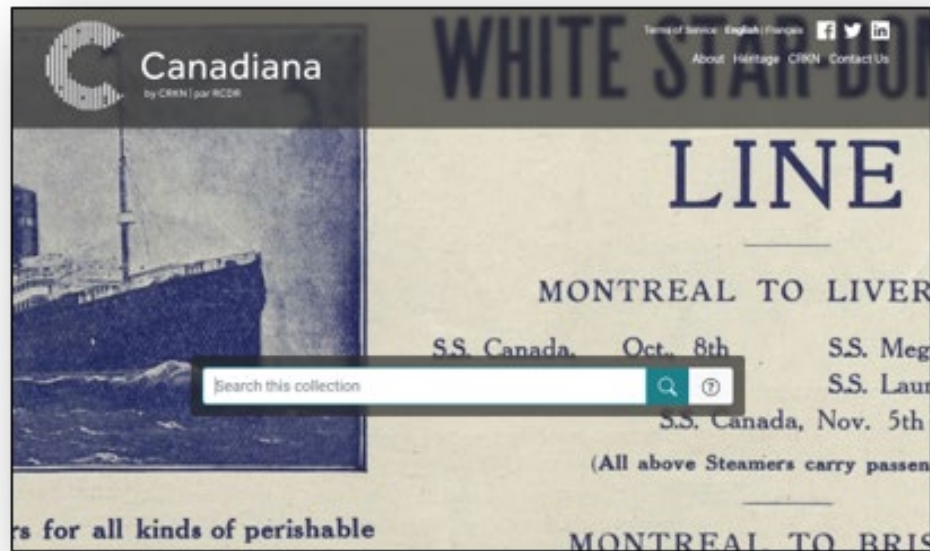 Terms of Service English | Français
Canadiana
by CRKN | par RCDR
About Héritage CRKN Contact Us
WHITE STAR-DOM
LINE
MONTREAL TO LIVER
S.S. Canada, Oct. 8th S.S. Meg
Search this collection
S.S. Laur
S.S. Canada, Nov. 5th
(All above Steamers carry passen
rs for all kinds of perishable
MONTREAL TO BRIS